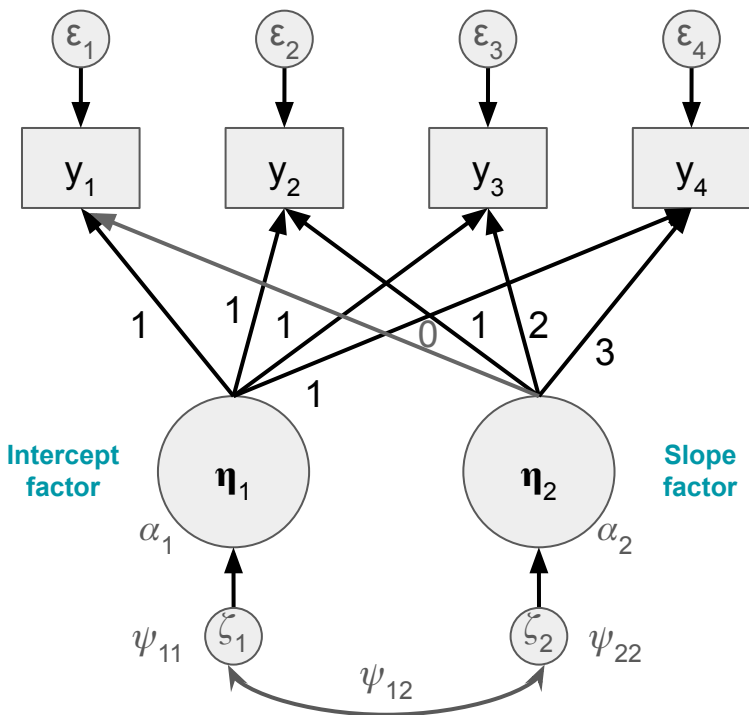 ε1 ε2 ε3 ε4
y1 y2 y3 y4
1 1 1 1 0 1 2 3
Intercept
factor
η1
η2
Slope
factor
α1
α2
ψ11
ζ1
ζ2
ψ22
ψ12